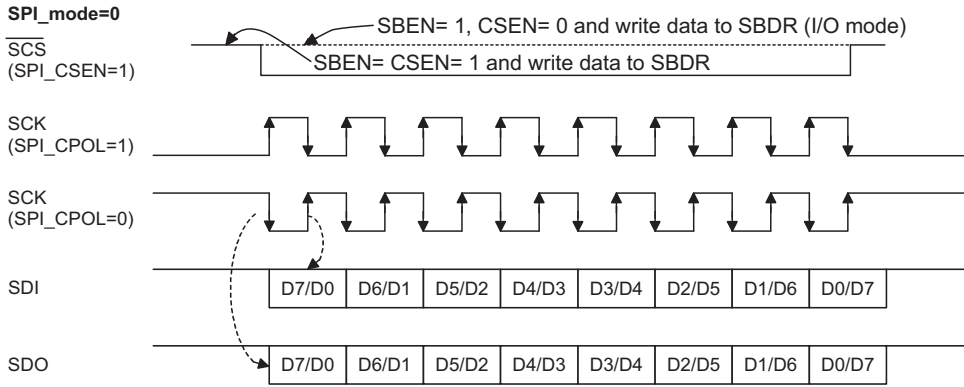 SPI_mode=0
SBEN= 1, CSEN= 0 and write data to SBDR (I/O mode)
SCS
(SPI_CSEN=1)
SBEN= CSEN= 1 and write data to SBDR
SCK
(SPI_CPOL=1)
SCK
(SPI_CPOL=0)
SDI D7/D0 D6/D1 D5/D2 D4/D3 D3/D4 D2/D5 D1/D6 D0/D7
SDO D7/D0 D6/D1 D5/D2 D4/D3 D3/D4 D2/D5 D1/D6 D0/D7